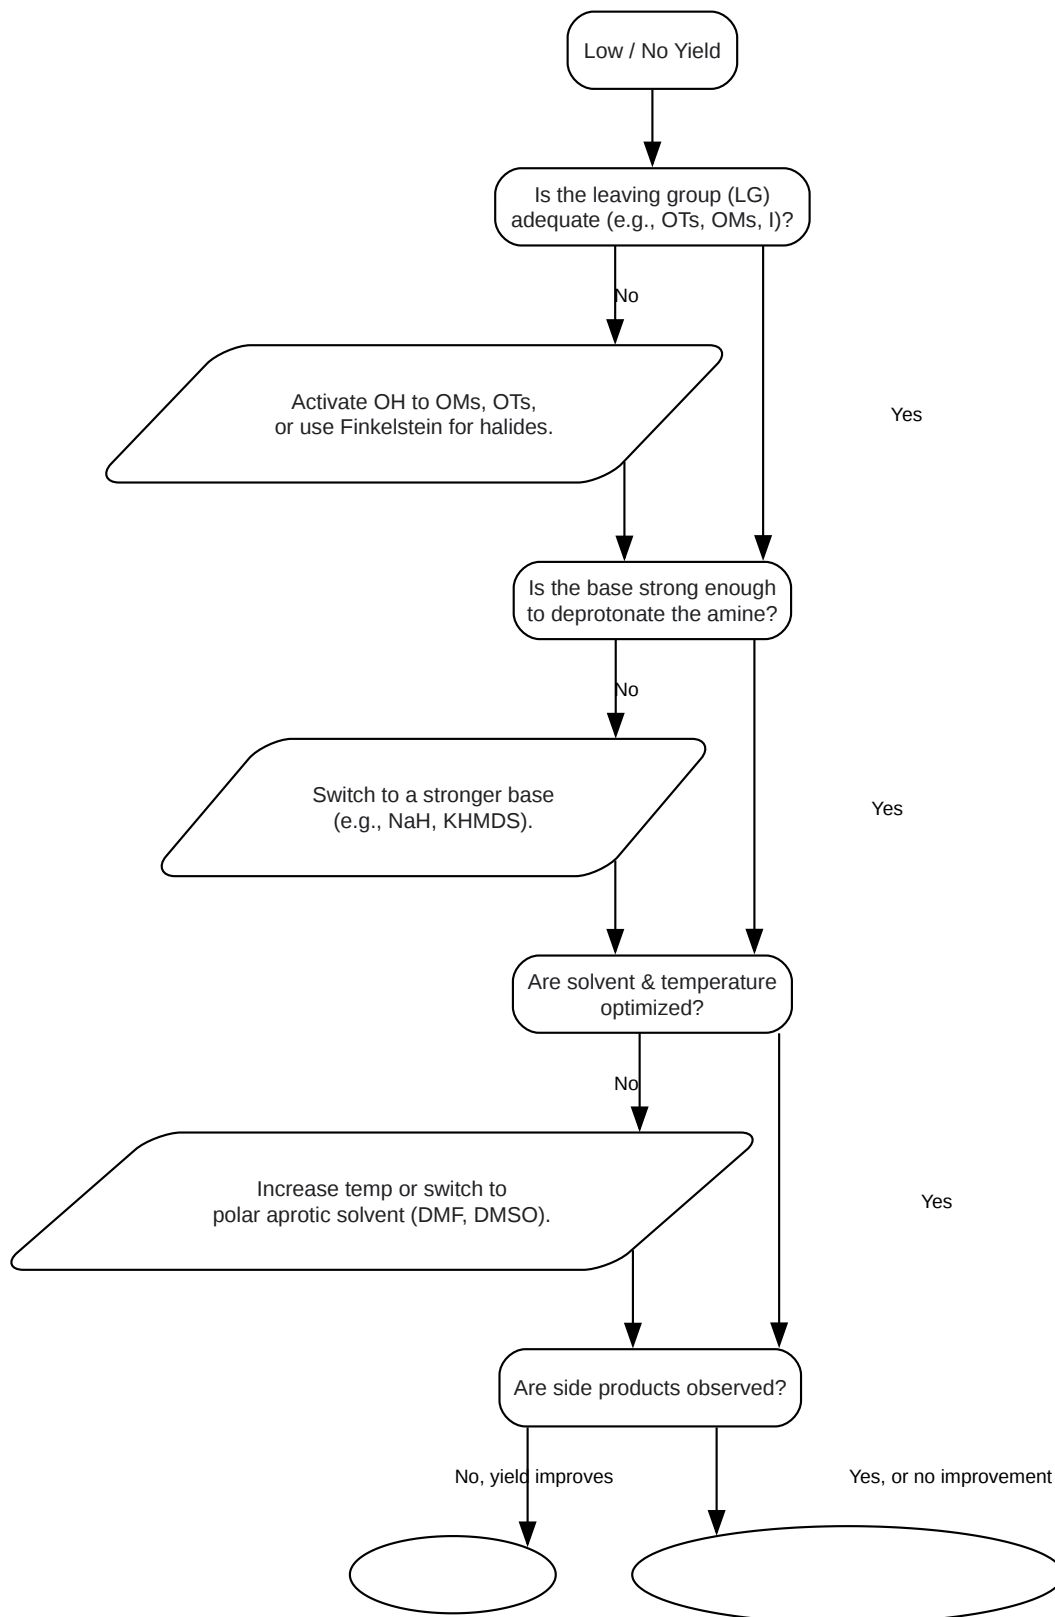 Low / No Yield
Is the leaving group (LG)
adequate (e.g., OTs, OMs, I)?
No
Activate OH to OMs, OTs,
or use Finkelstein for halides.
Yes
Is the base strong enough
to deprotonate the amine?
No
Switch to a stronger base
(e.g., NaH, KHMDS).
Yes
Are solvent & temperature
optimized?
No
Increase temp or switch to
polar aprotic solvent (DMF, DMSO).
Yes
Are side products observed?
No, yield improves
Yes, or no improvement